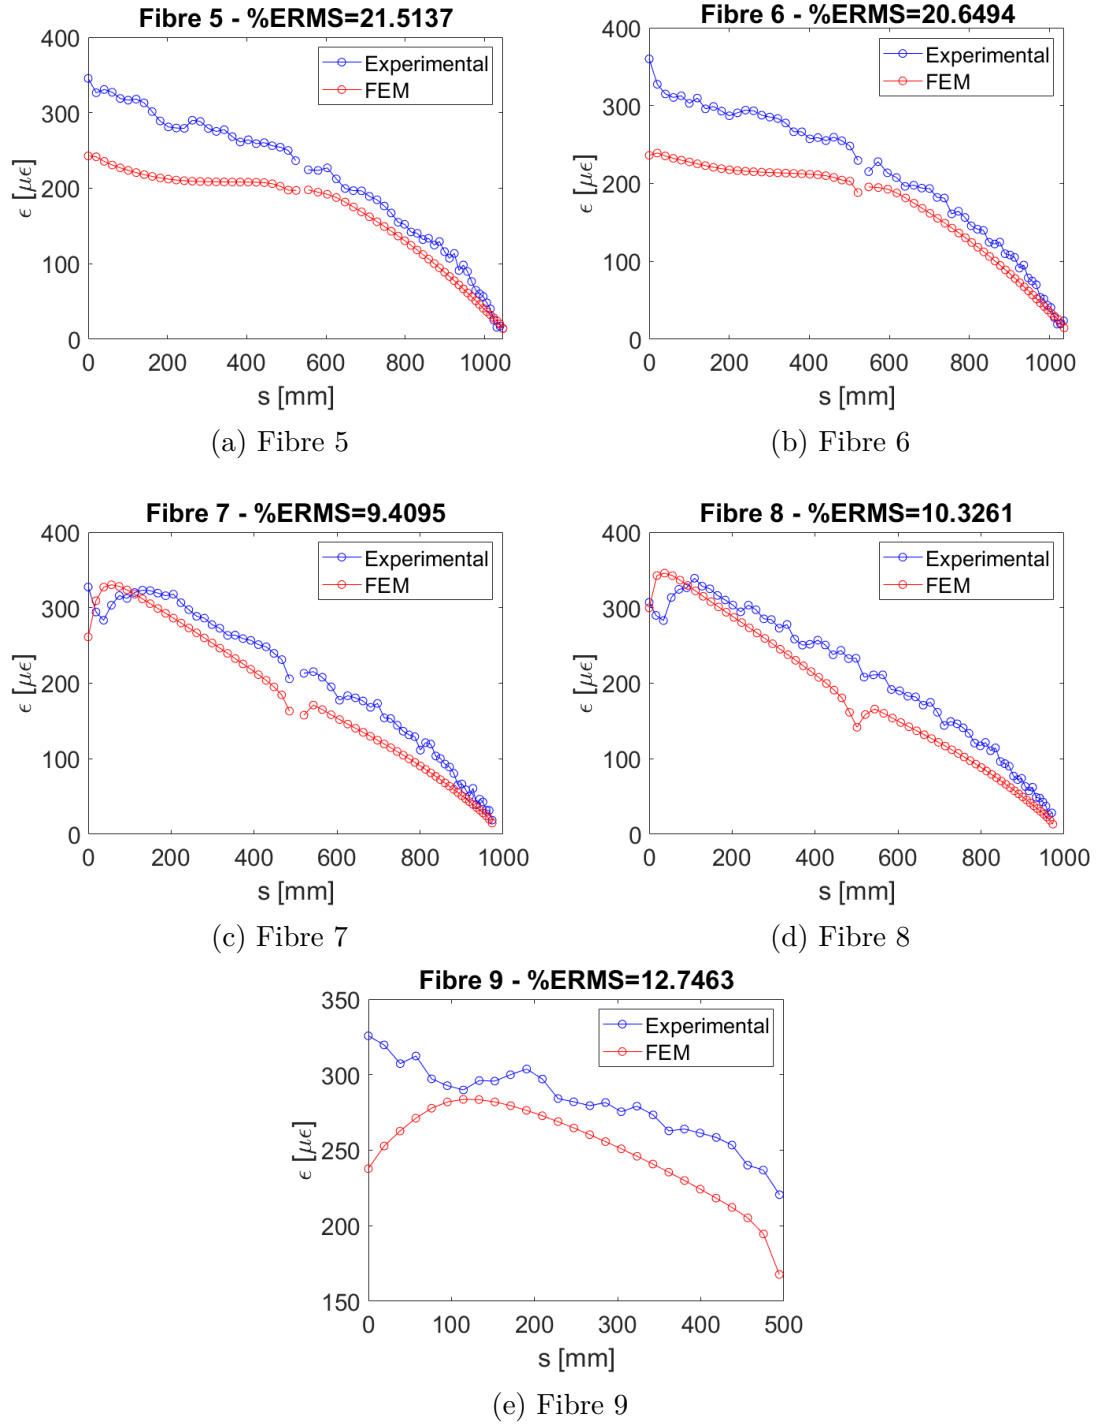 Fibre 5 - %ERMS=21.5137
400
300
200
100
0
ϵ [μϵ]
Experimental
FEM
0 200 400 600 800 1000
s [mm]
(a) Fibre 5
Fibre 6 - %ERMS=20.6494
400
300
200
100
0
ϵ [μϵ]
Experimental
FEM
0 200 400 600 800 1000
s [mm]
(b) Fibre 6
Fibre 7 - %ERMS=9.4095
400
300
200
100
0
ϵ [μϵ]
Experimental
FEM
0 200 400 600 800 1000
s [mm]
(c) Fibre 7
Fibre 8 - %ERMS=10.3261
400
300
200
100
0
ϵ [μϵ]
Experimental
FEM
0 200 400 600 800 1000
s [mm]
(d) Fibre 8
Fibre 9 - %ERMS=12.7463
350
300
250
200
150
ϵ [μϵ]
Experimental
FEM
0 100 200 300 400 500
s [mm]
(e) Fibre 9